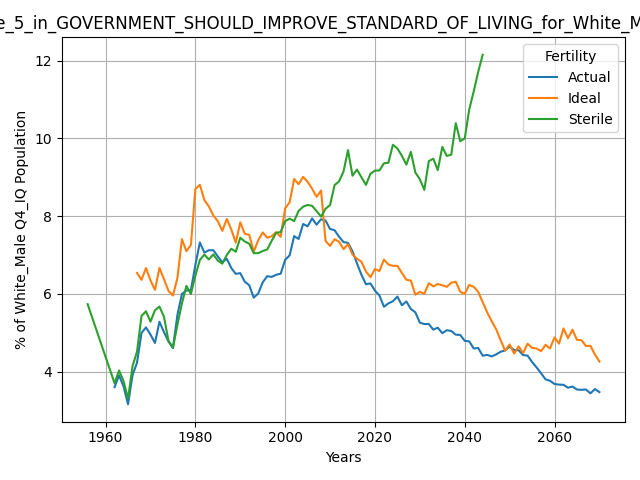 e_5_in_GOVERNMENT_SHOULD_IMPROVE_STANDARD_OF_LIVING_for_White_M
% of White_Male Q4_IQ Population
12
10
8
6
4
Fertility
Actual
Ideal
Sterile
1960 1980 2000 2020 2040 2060
Years